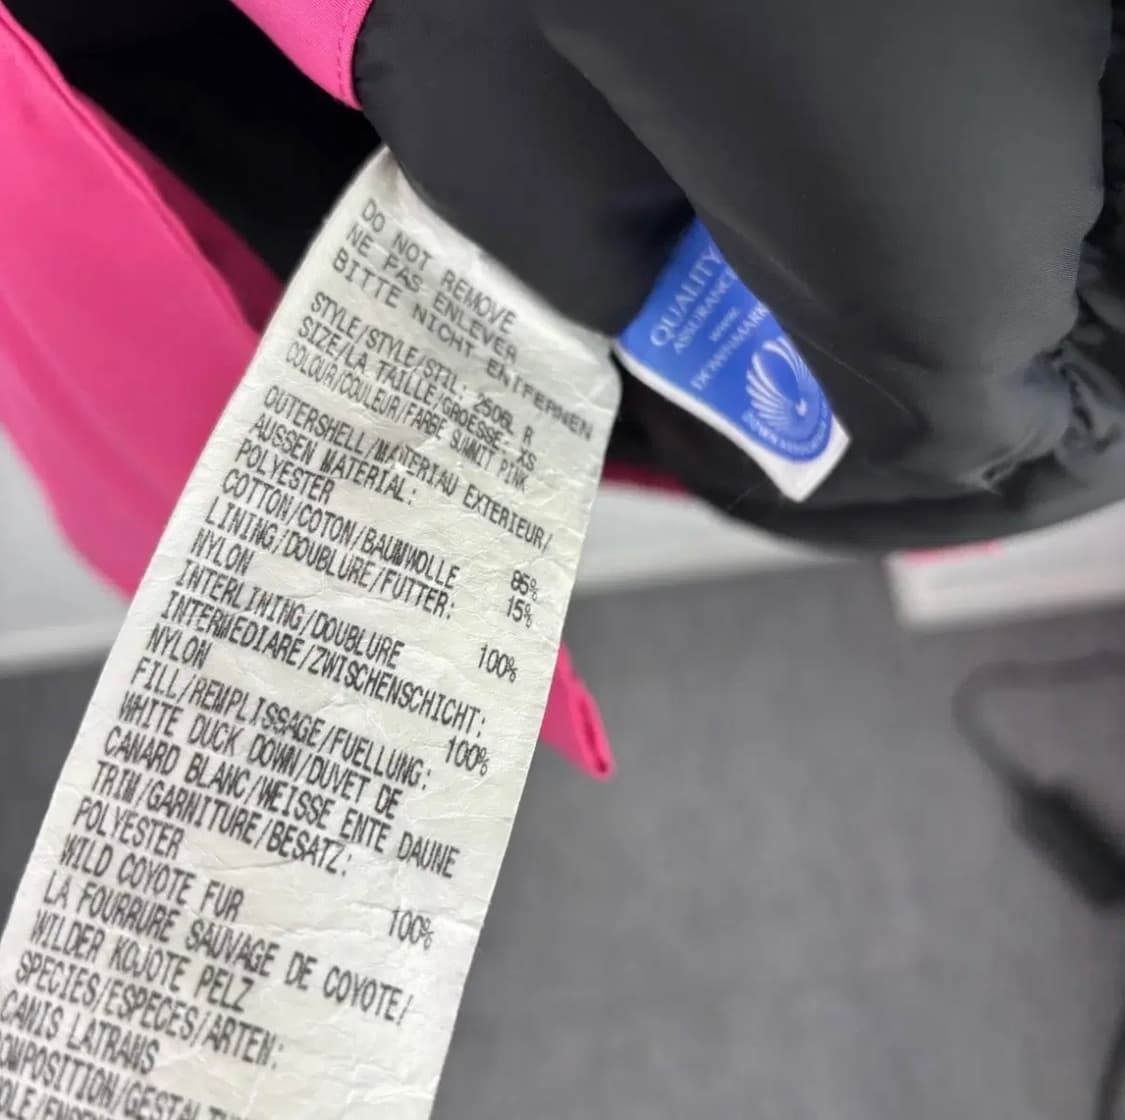 DO NOT REMOVE
NE PAS ENLEVER
BITTE NICHT ENTFERNEN
STYLE/STYLE/STIL: 2506L R
SIZE/LA TAILLE/GROESSE: XS
COLOUR/COULEUR/FARBE SUMMIT PINK
OUTERSHELL/MATERIAU EXTERIEUR/
AUSSEN MATERIAL:
POLYESTER 85%
COTTON/COTON/BAUMWOLLE 15%
LINING/DOUBLURE/FUTTER:
NYLON 100%
INTERLINING/DOUBLURE
INTERMEDIARE/ZWISCHENSCHICHT:
NYLON 100%
FILL/REMPLISSAGE/FUELLUNG:
WHITE DUCK DOWN/DUVET DE
CANARD BLANC/WEISSE ENTE DAUNE
TRIM/GARNITURE/BESATZ:
POLYESTER 100%
WILD COYOTE FUR
LA FOURRURE SAUVAGE DE COYOTE/
WILDER KOJOTE PELZ
SPECIES/ESPECES/ARTEN:
CANIS LATRANS
QUALITY
ASSURANCE
www.
DOWNMARK